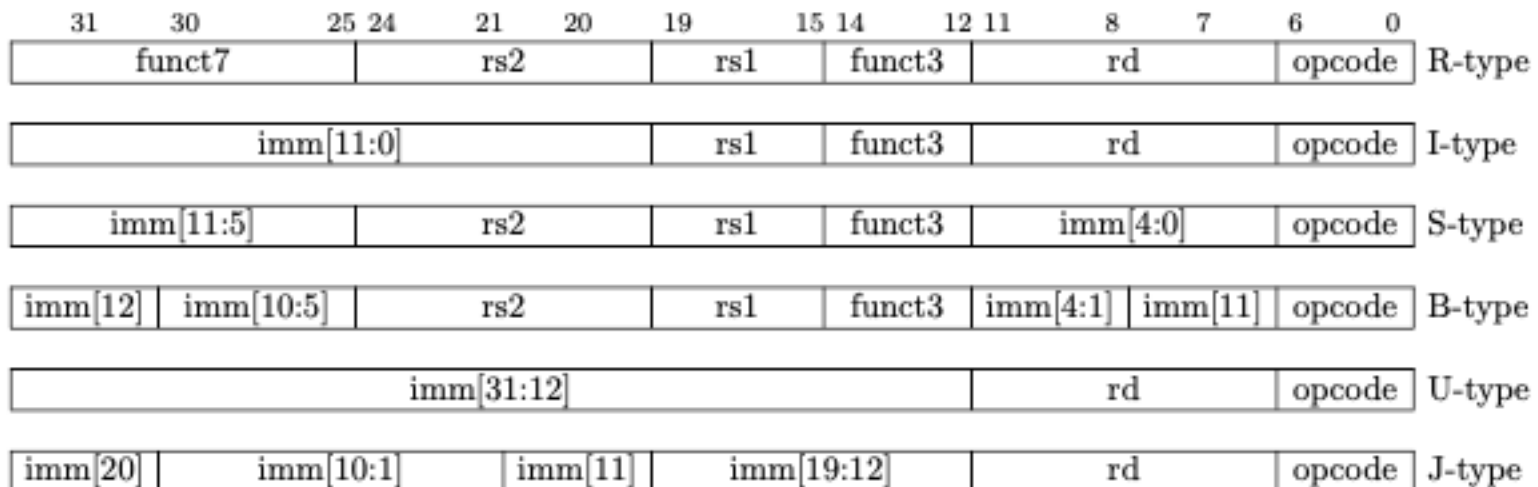 31 30 25 24 21 20 19 15 14 12 11 8 7 6 0
funct7 rs2 rs1 funct3 rd opcode R-type
imm[11:0] rs1 funct3 rd opcode I-type
imm[11:5] rs2 rs1 funct3 imm[4:0] opcode S-type
imm[12] imm[10:5] rs2 rs1 funct3 imm[4:1] imm[11] opcode B-type
imm[31:12] rd opcode U-type
imm[20] imm[10:1] imm[11] imm[19:12] rd opcode J-type